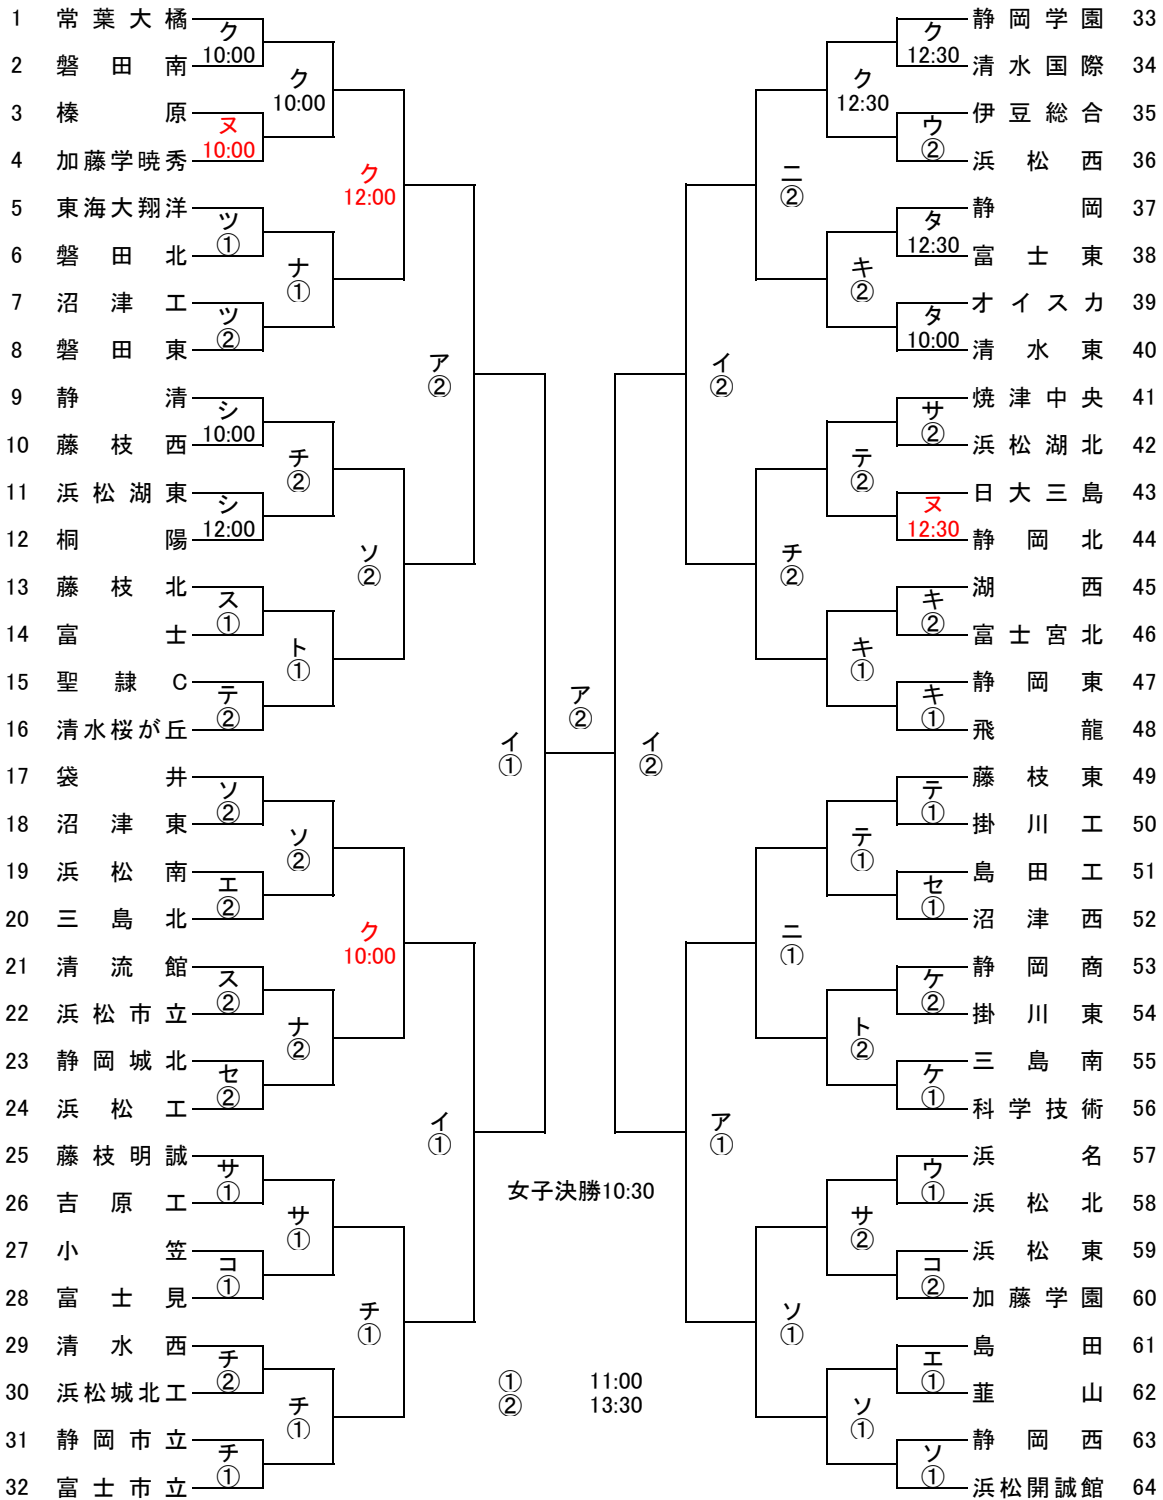 1 常葉大橘
ク
10:00
2 磐田南
ク
10:00
3 榛原
ヌ
10:00
4 加藤学暁秀
ク
12:00
5 東海大翔洋
ツ
①
6 磐田北
ナ
①
7 沼津工
ツ
②
8 磐田東
ア
②
9 静清
シ
10:00
10 藤枝西
チ
②
11 浜松湖東
シ
12:00
12 桐陽
ソ
②
13 藤枝北
ス
①
14 富士
ト
①
15 聖隷C
テ
②
16 清水桜が丘
イ
①
17 袋井
ソ
②
18 沼津東
ソ
②
19 浜松南
エ
②
20 三島北
ク
10:00
21 清流館
ス
②
22 浜松市立
ナ
②
23 静岡城北
セ
②
24 浜松工
イ
①
25 藤枝明誠
サ
①
26 吉原工
サ
①
27 小笠
コ
①
28 富士見
チ
①
29 清水西
チ
②
30 浜松城北工
チ
①
31 静岡市立
チ
①
32 富士市立
ア
②
女子決勝10:30
① 11:00
② 13:30
静岡学園 33
ク
12:30
清水国際 34
ク
12:30
伊豆総合 35
ウ
②
浜松西 36
ニ
②
静岡 37
タ
12:30
富士東 38
キ
②
オイスカ 39
タ
10:00
清水東 40
イ
②
焼津中央 41
サ
②
浜松湖北 42
テ
②
日大三島 43
ヌ
12:30
静岡北 44
チ
②
湖西 45
キ
②
富士宮北 46
キ
①
静岡東 47
キ
①
飛龍 48
イ
②
藤枝東 49
テ
①
掛川工 50
テ
①
島田工 51
セ
①
沼津西 52
ニ
①
静岡商 53
ケ
②
掛川東 54
ト
②
三島南 55
ケ
①
科学技術 56
ア
①
浜名 57
ウ
①
浜松北 58
サ
②
浜松東 59
コ
②
加藤学園 60
ソ
①
島田 61
エ
①
韮山 62
ソ
①
静岡西 63
ソ
①
浜松開誠館 64